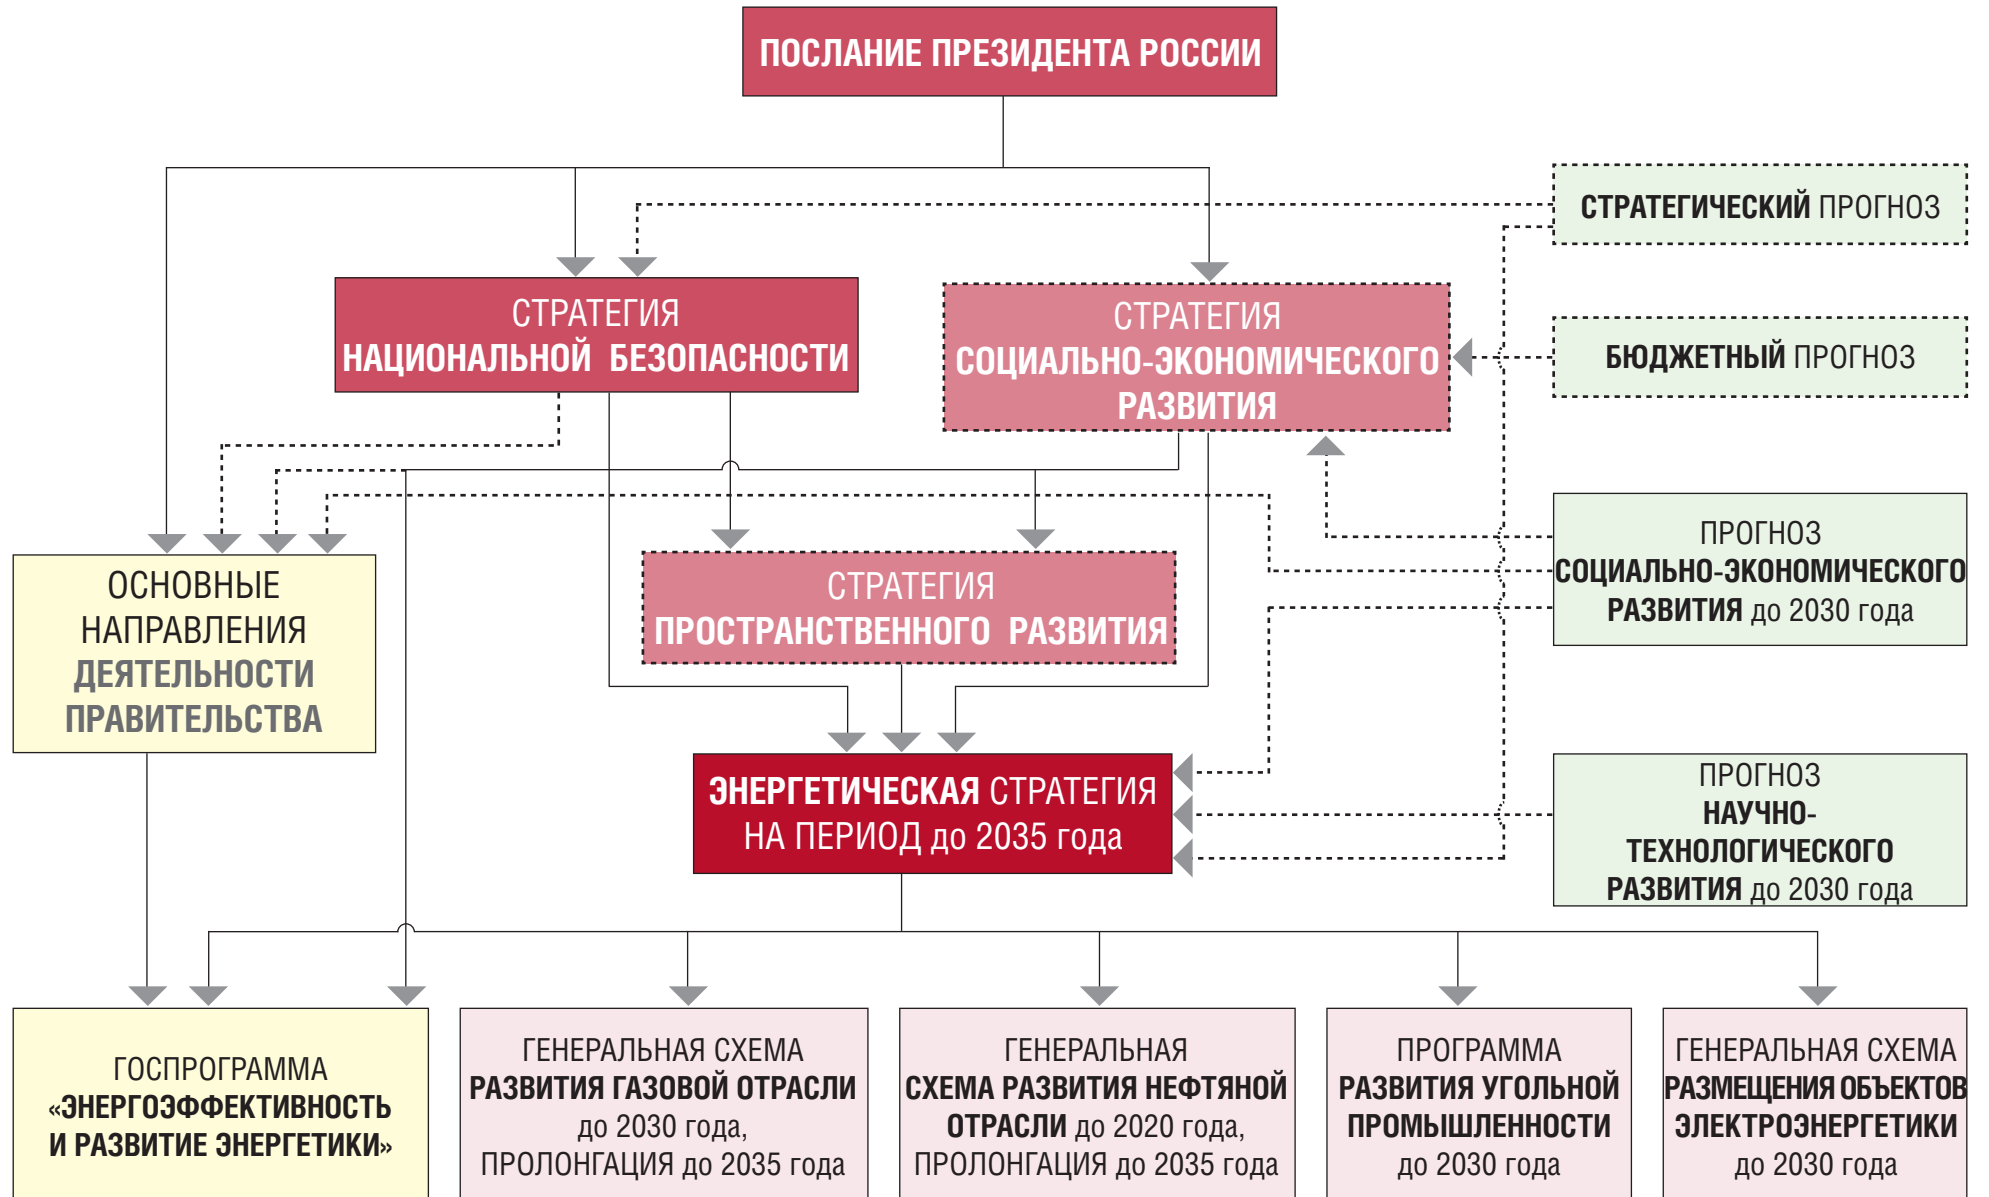 ПОСЛАНИЕ ПРЕЗИДЕНТА РОССИИ
СТРАТЕГИЧЕСКИЙ ПРОГНОЗ
СТРАТЕГИЯ
НАЦИОНАЛЬНОЙ БЕЗОПАСНОСТИ
СТРАТЕГИЯ
СОЦИАЛЬНО-ЭКОНОМИЧЕСКОГО
РАЗВИТИЯ
БЮДЖЕТНЫЙ ПРОГНОЗ
ОСНОВНЫЕ
НАПРАВЛЕНИЯ
ДЕЯТЕЛЬНОСТИ
ПРАВИТЕЛЬСТВА
СТРАТЕГИЯ
ПРОСТРАНСТВЕННОГО РАЗВИТИЯ
ПРОГНОЗ
СОЦИАЛЬНО-ЭКОНОМИЧЕСКОГО
РАЗВИТИЯ до 2030 года
ЭНЕРГЕТИЧЕСКАЯ СТРАТЕГИЯ
НА ПЕРИОД до 2035 года
ПРОГНОЗ
НАУЧНО-
ТЕХНОЛОГИЧЕСКОГО
РАЗВИТИЯ до 2030 года
ГОСПРОГРАММА
«ЭНЕРГОЭФФЕКТИВНОСТЬ
И РАЗВИТИЕ ЭНЕРГЕТИКИ»
ГЕНЕРАЛЬНАЯ СХЕМА
РАЗВИТИЯ ГАЗОВОЙ ОТРАСЛИ
до 2030 года,
ПРОЛОНГАЦИЯ до 2035 года
ГЕНЕРАЛЬНАЯ
СХЕМА РАЗВИТИЯ НЕФТЯНОЙ
ОТРАСЛИ до 2020 года,
ПРОЛОНГАЦИЯ до 2035 года
ПРОГРАММА
РАЗВИТИЯ УГОЛЬНОЙ
ПРОМЫШЛЕННОСТИ
до 2030 года
ГЕНЕРАЛЬНАЯ СХЕМА
РАЗМЕЩЕНИЯ ОБЪЕКТОВ
ЭЛЕКТРОЭНЕРГЕТИКИ
до 2030 года